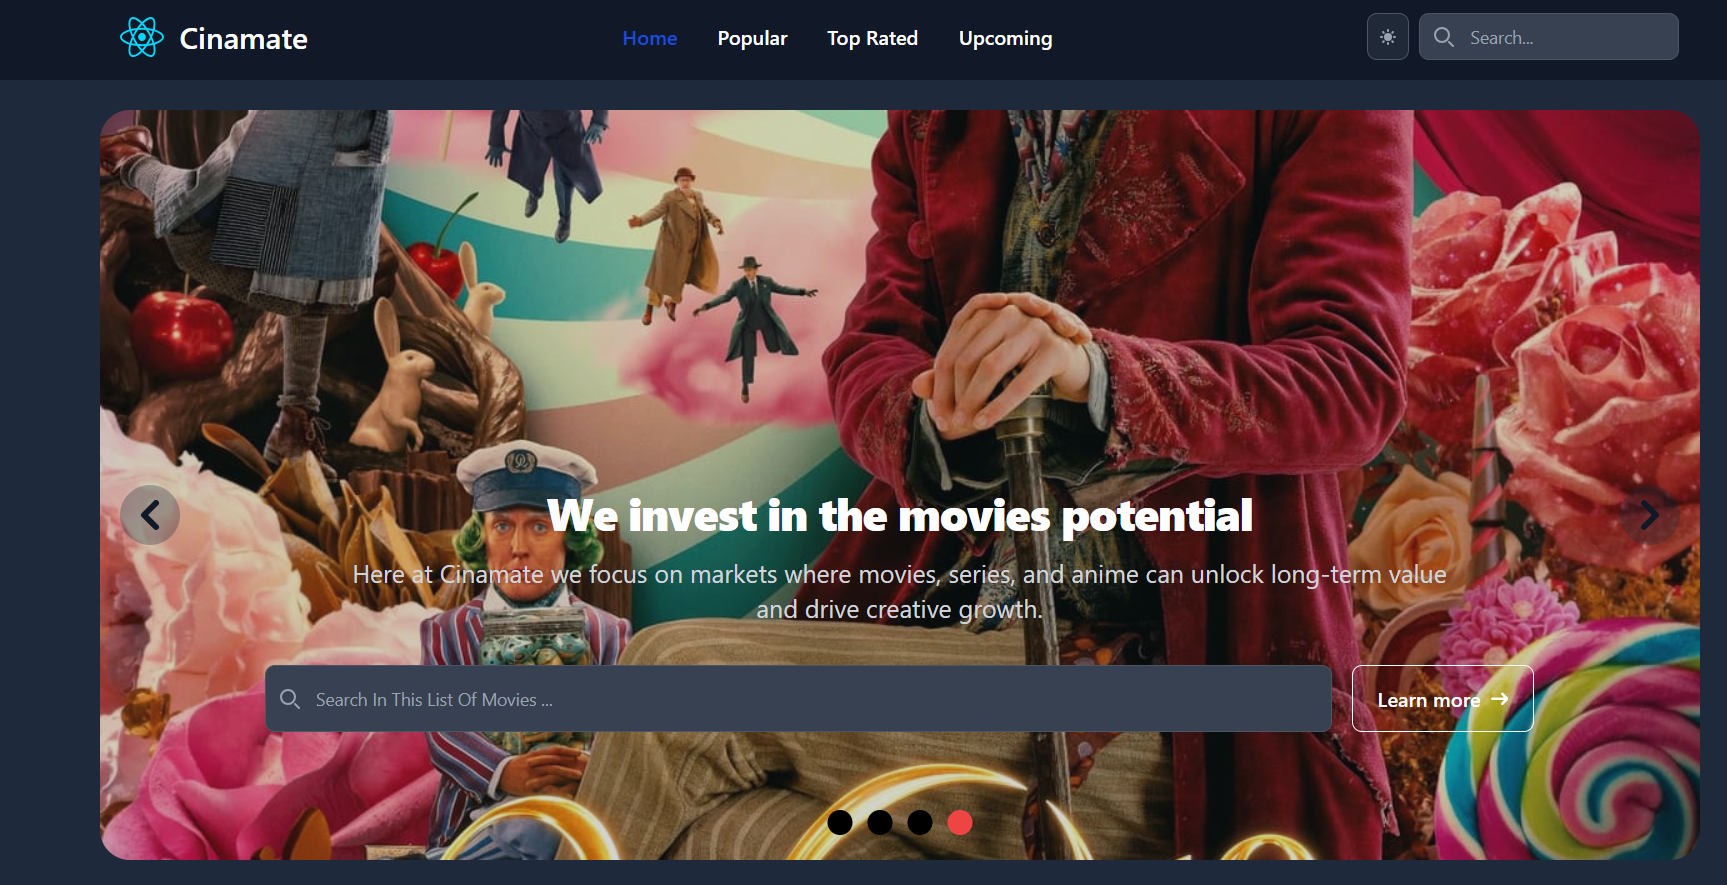 Cinamate
Home
Popular
Top Rated
Upcoming
Search...
We invest in the movies potential
Here at Cinamate we focus on markets where movies, series, and anime can unlock long-term value
and drive creative growth.
Search In This List Of Movies ...
Learn more